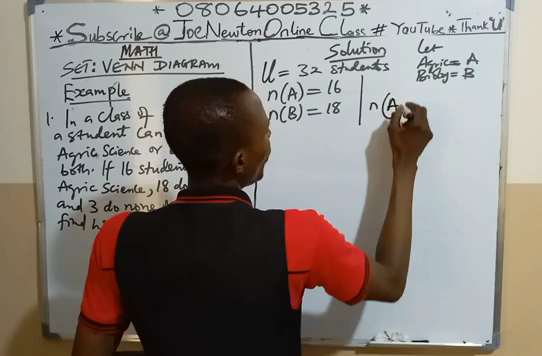 * 08064005325 *
* Subscribe @ JoeNewton Online Class # YouTube * Thank U
MATH
SET: VENN DIAGRAM
Example
1. In a class of
a student can
Agric Science or
both. If 16 studen
Agric Science, 18 do
and 3 do none
find
Solution
U = 32 students
n(A) = 16
n(B) = 18
n(A
Let
Agric = A
= B